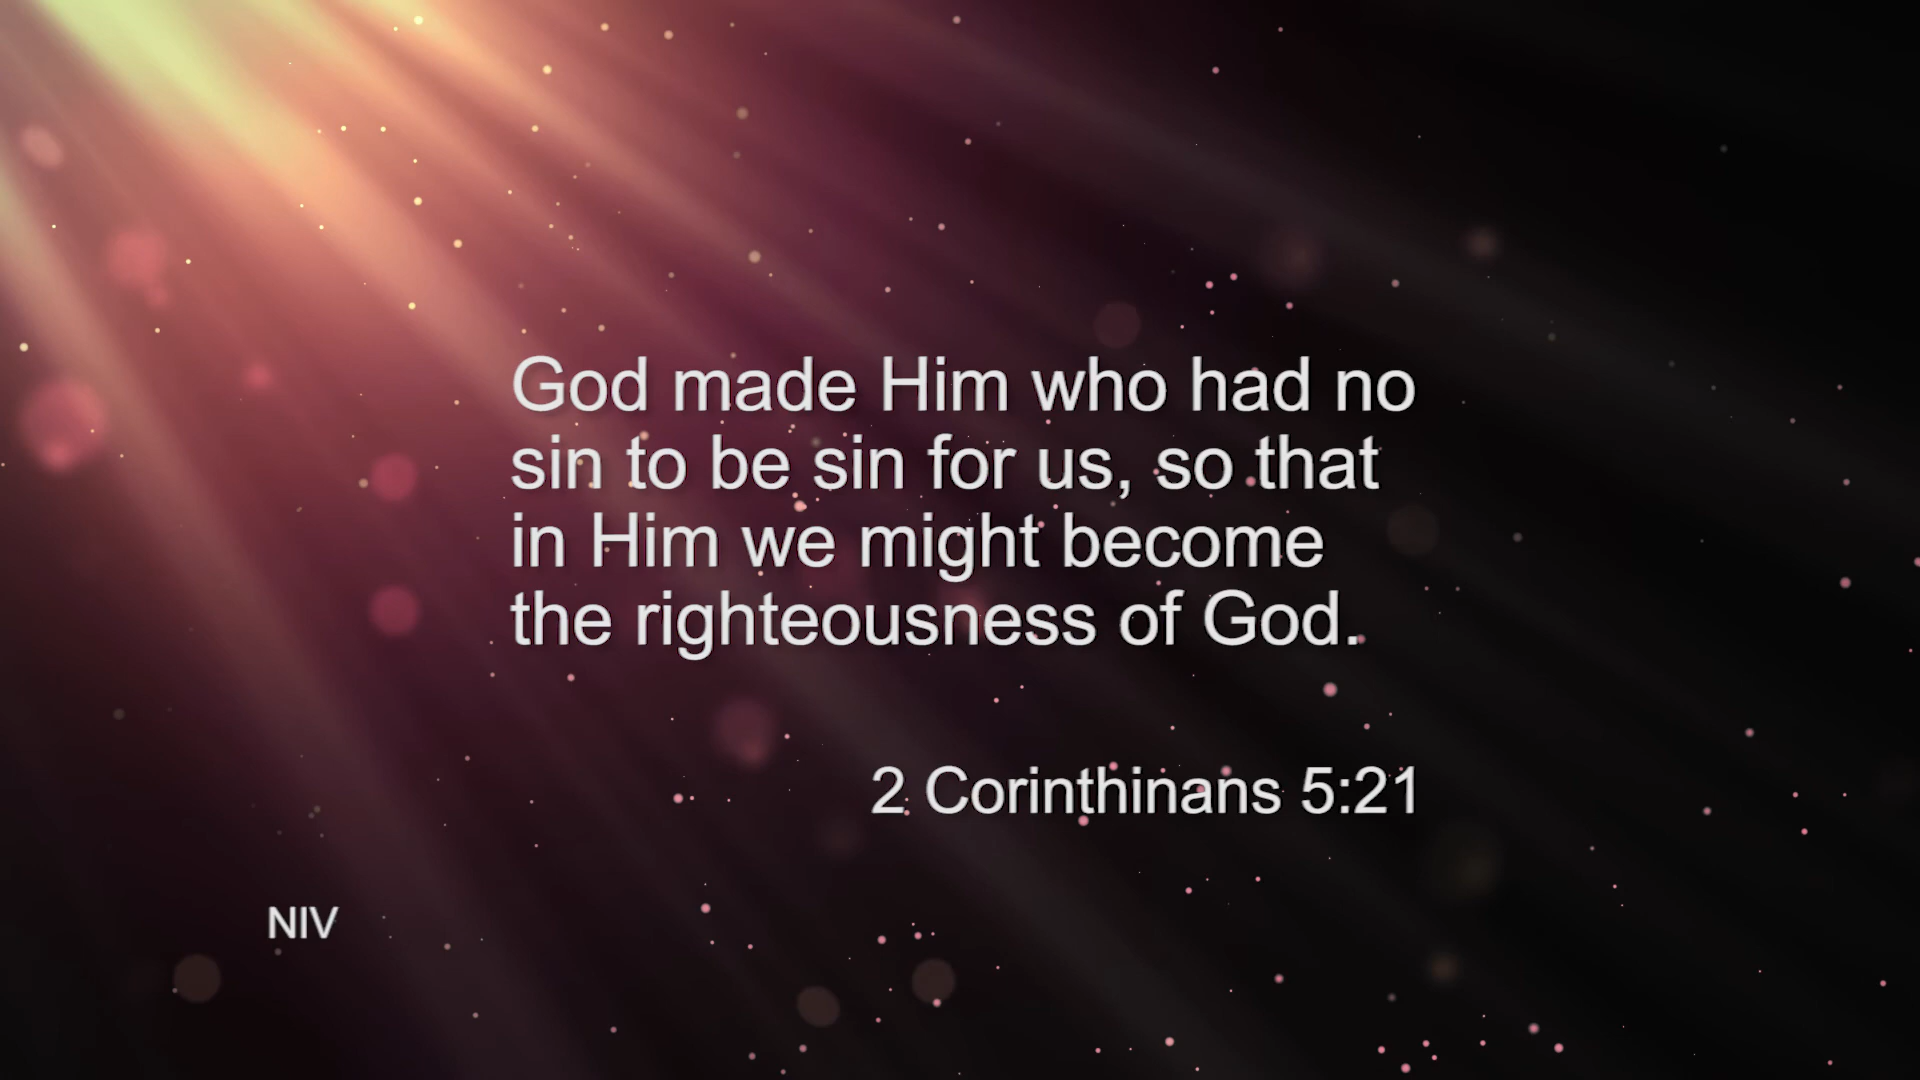 God made Him who had no
sin to be sin for us, so that
in Him we might become
the righteousness of God.
2 Corinthinans 5:21
NIV